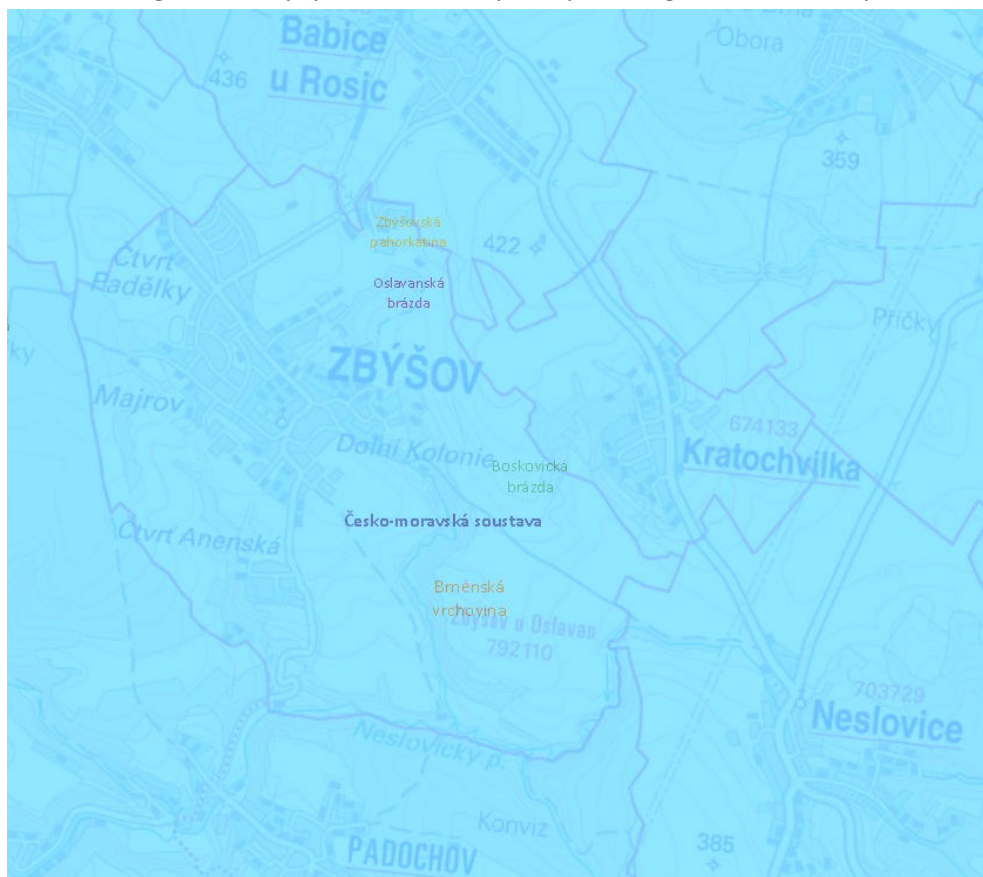 Babice
u Rosic
436
Obora
359
Zbýšovská
pahorkatina
422
Čtvrť
Padělky
Oslavanská
brázda
Příčky
ky
ZBÝŠOV
Majrov
674133
Dolní Kolonie
Kratochvilka
Boskovická
brázda
Česko-moravská soustava
Čtvrť Anenská
Brněnská
vrchovina
Zbýšov u Oslavan
792110
703729
Neslovice
Neslovický p.
Konviz
385
PADOCHOV